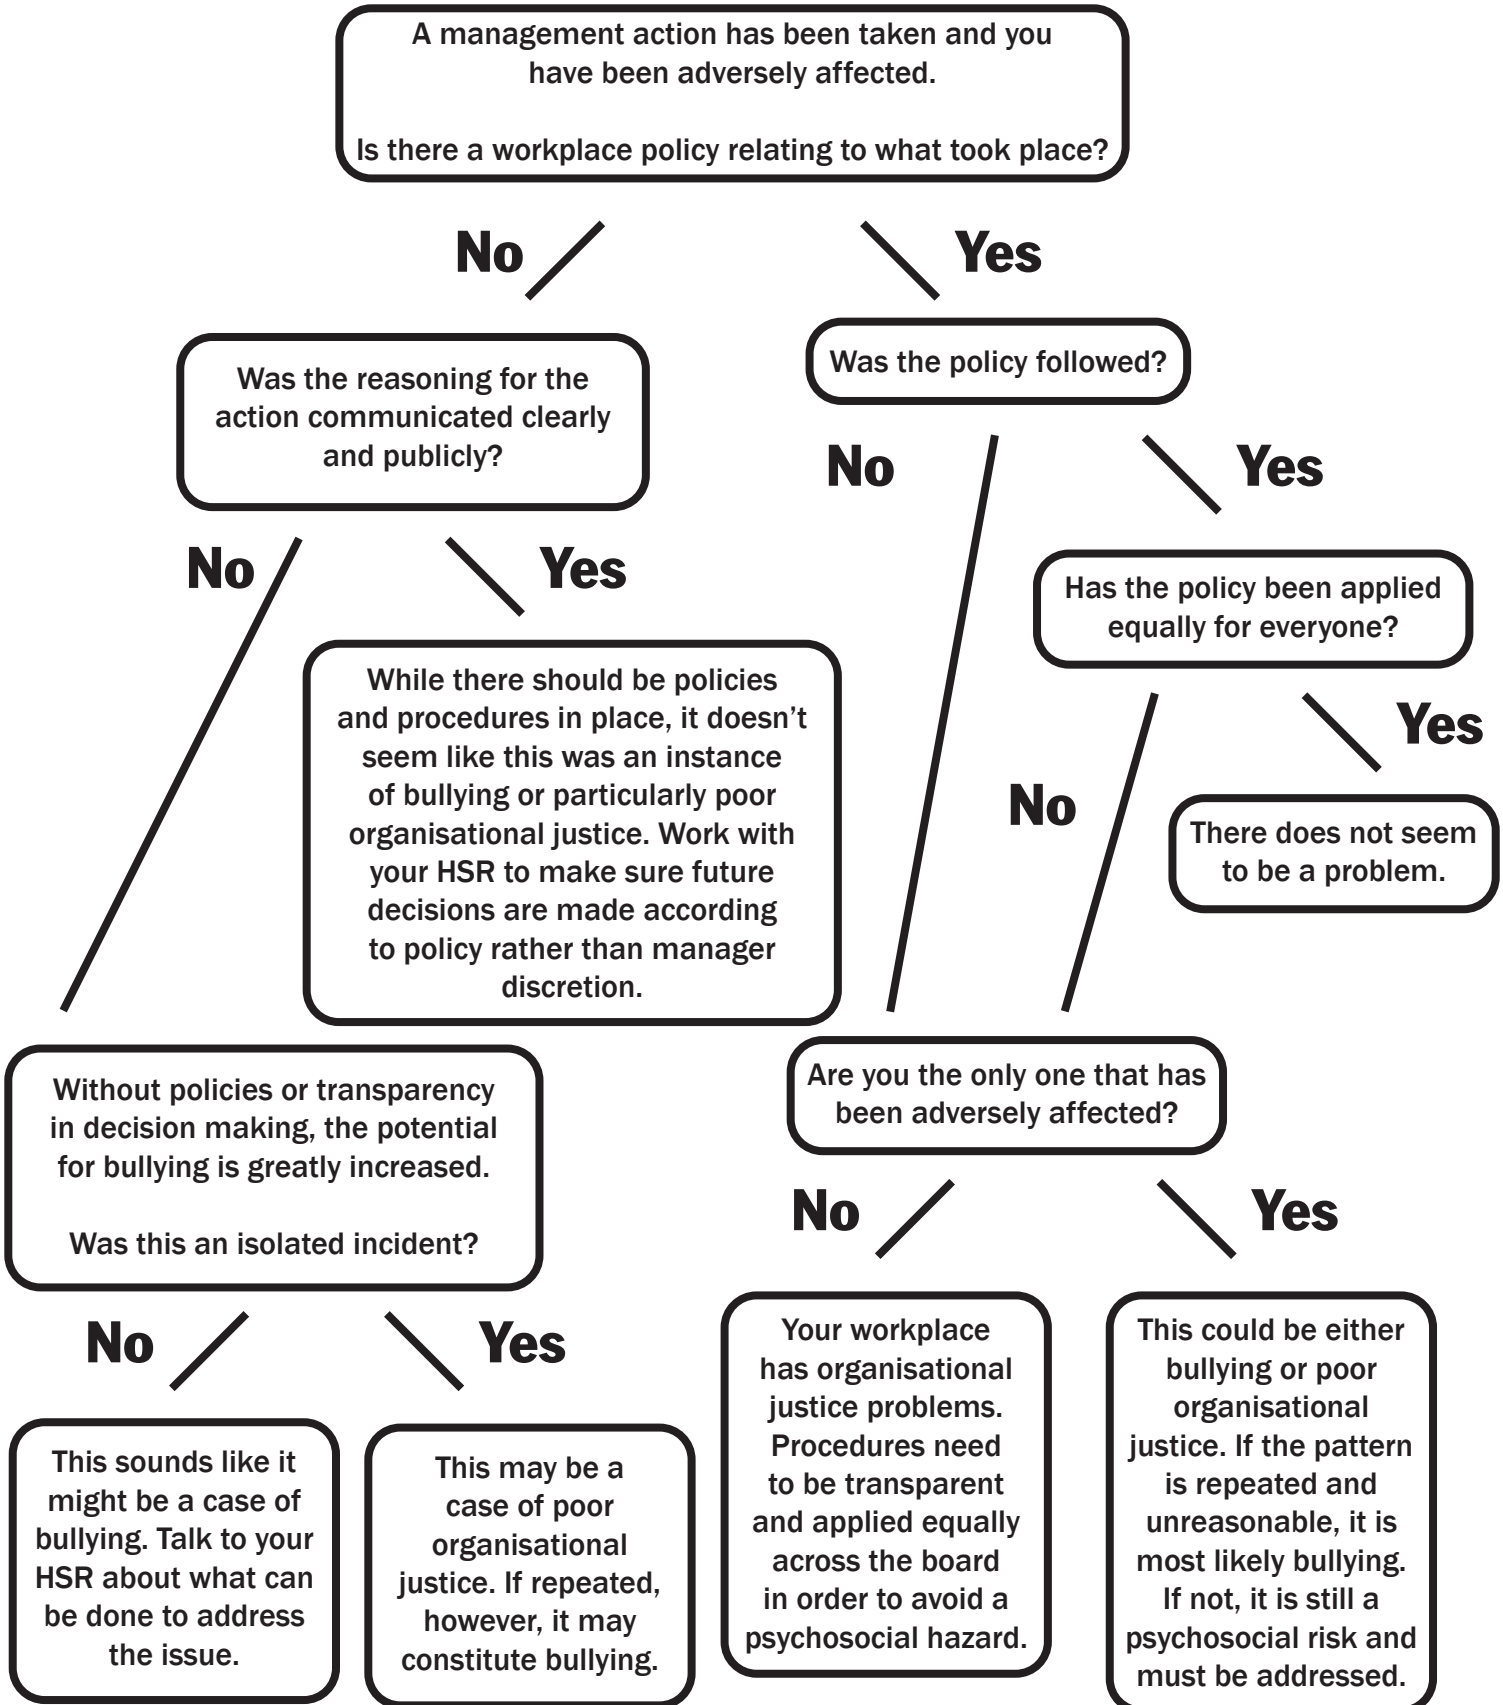 A management action has been taken and you
have been adversely affected.
Is there a workplace policy relating to what took place?
No
Yes
Was the reasoning for the
action communicated clearly
and publicly?
Was the policy followed?
No
Yes
No
Yes
Has the policy been applied
equally for everyone?
While there should be policies
and procedures in place, it doesn't
seem like this was an instance
of bullying or particularly poor
organisational justice. Work with
your HSR to make sure future
decisions are made according
to policy rather than manager
discretion.
No
Yes
There does not seem
to be a problem.
Without policies or transparency
in decision making, the potential
for bullying is greatly increased.
Was this an isolated incident?
Are you the only one that has
been adversely affected?
No
Yes
No
Yes
This sounds like it
might be a case of
bullying. Talk to your
HSR about what can
be done to address
the issue.
This may be a
case of poor
organisational
justice. If repeated,
however, it may
constitute bullying.
Your workplace
has organisational
justice problems.
Procedures need
to be transparent
and applied equally
across the board
in order to avoid a
psychosocial hazard.
This could be either
bullying or poor
organisational
justice. If the pattern
is repeated and
unreasonable, it is
most likely bullying.
If not, it is still a
psychosocial risk and
must be addressed.